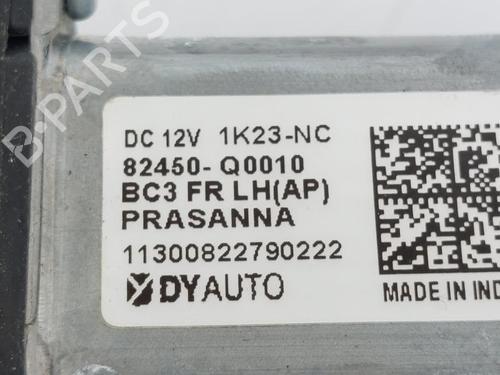 DC 12V 1K23-NC
82450-Q0010
BC3 FR LH(AP)
PRASANNA
11300822790222
DYAUTO
MADE IN IND
B-PARTS